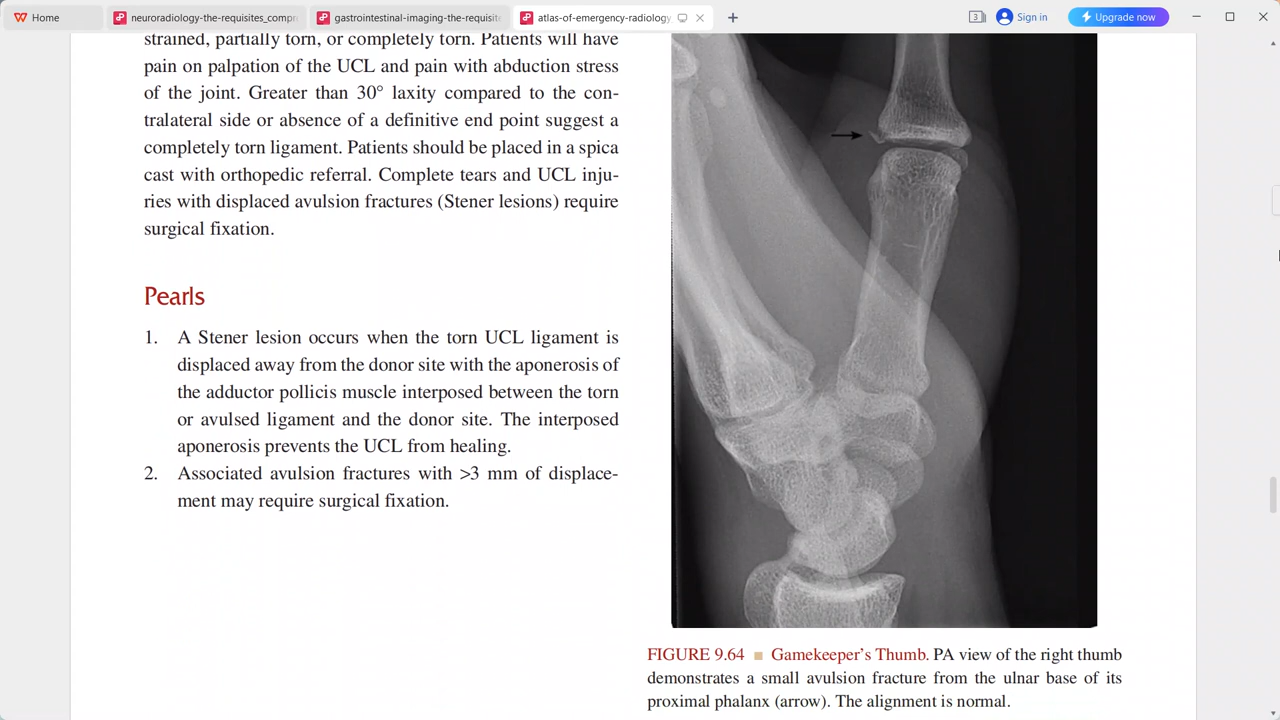 Home
neuroradiology-the-requisites_compr
gastrointestinal-imaging-the-requisite
atlas-of-emergency-radiology
3
Sign in
Upgrade now
strained, partially torn, or completely torn. Patients will have
pain on palpation of the UCL and pain with abduction stress
of the joint. Greater than 30° laxity compared to the con-
tralateral side or absence of a definitive end point suggest a
completely torn ligament. Patients should be placed in a spica
cast with orthopedic referral. Complete tears and UCL inju-
ries with displaced avulsion fractures (Stener lesions) require
surgical fixation.
Pearls
1. A Stener lesion occurs when the torn UCL ligament is
displaced away from the donor site with the aponerosis of
the adductor pollicis muscle interposed between the torn
or avulsed ligament and the donor site. The interposed
aponerosis prevents the UCL from healing.
2. Associated avulsion fractures with >3 mm of displace-
ment may require surgical fixation.
FIGURE 9.64 ■ Gamekeeper's Thumb. PA view of the right thumb
demonstrates a small avulsion fracture from the ulnar base of its
proximal phalanx (arrow). The alignment is normal.